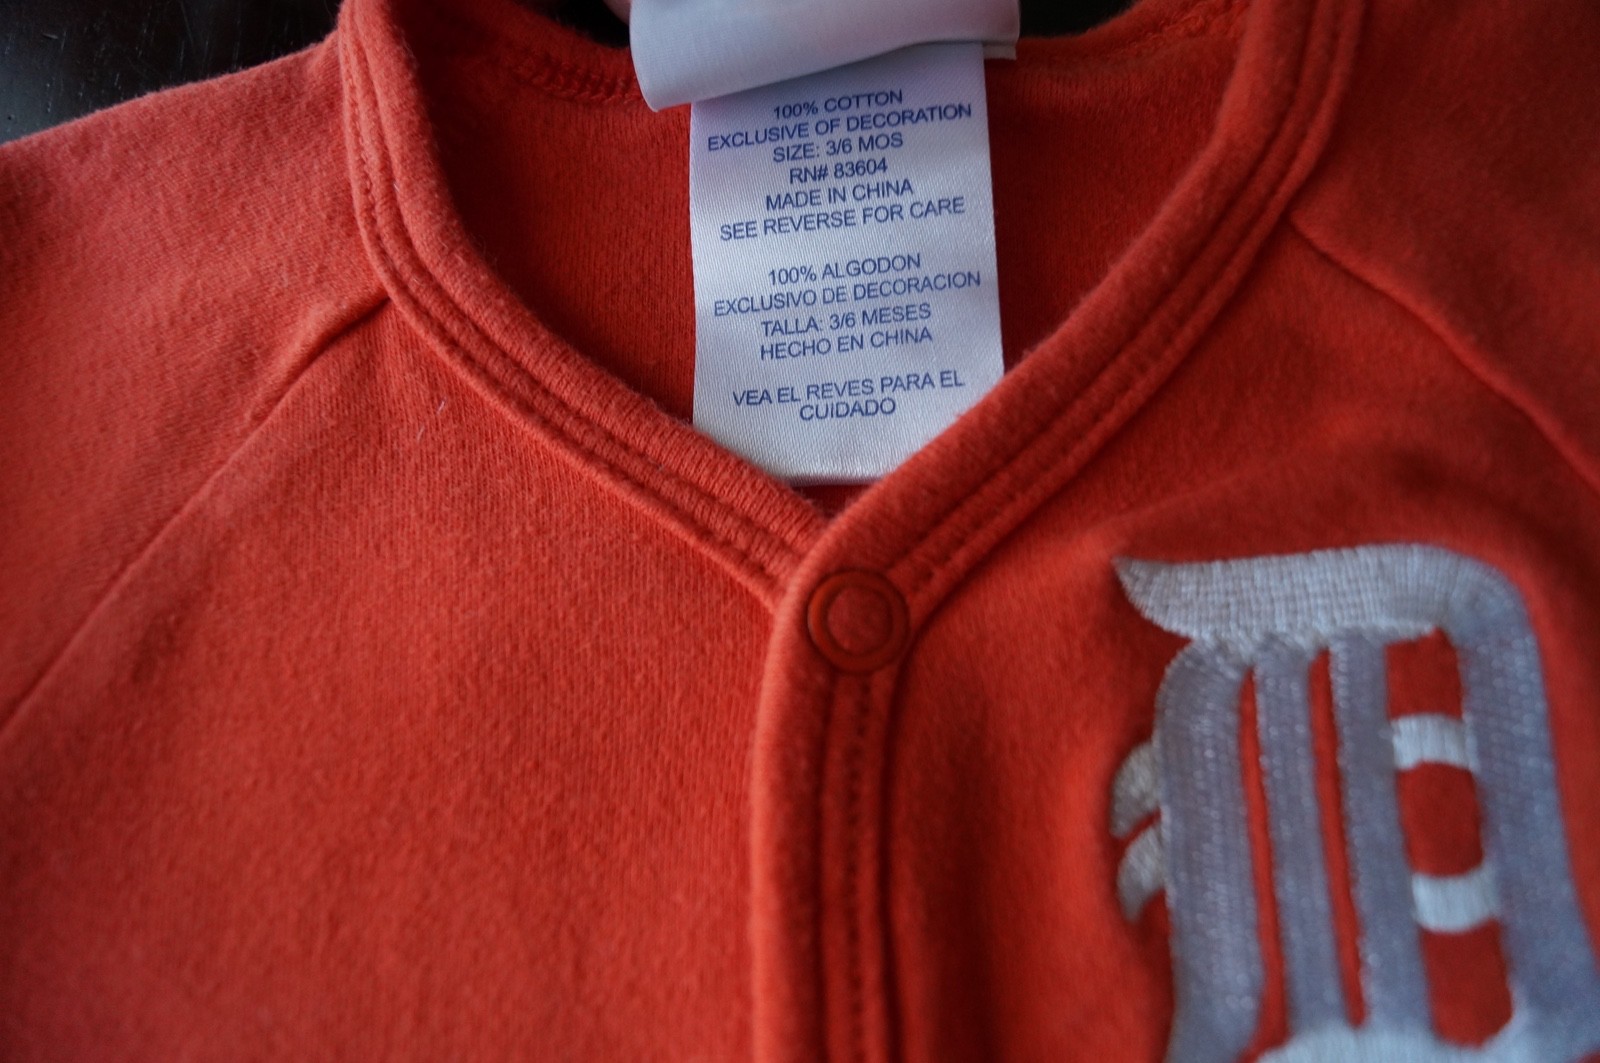 100% COTTON
EXCLUSIVE OF DECORATION
SIZE: 3/6 MOS
RN# 83604
MADE IN CHINA
SEE REVERSE FOR CARE
100% ALGODON
EXCLUSIVO DE DECORACION
TALLA: 3/6 MESES
HECHO EN CHINA
VEA EL REVES PARA EL
CUIDADO
D